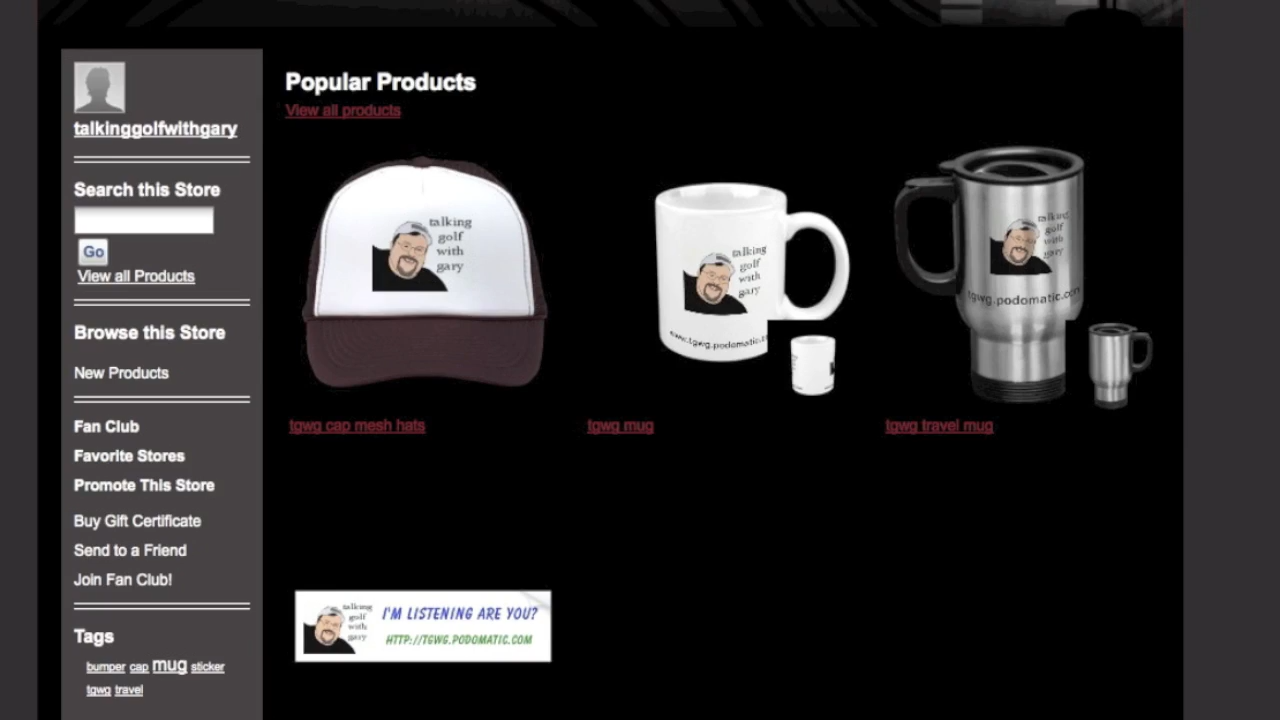 talkinggolfwithgary
Search this Store
Go
View all Products
Browse this Store
New Products
Fan Club
Favorite Stores
Promote This Store
Buy Gift Certificate
Send to a Friend
Join Fan Club!
Tags
bumper cap mug sticker
tgwg travel
Popular Products
View all products
talking
golf
with
gary
talking
golf
with
gary
www.tgwg.podomatic.co
talking
golf
with
gary
tgwg.podomatic.com
tgwg cap mesh hats
tgwg mug
tgwg travel mug
talking
golf
with
gary
I'M LISTENING ARE YOU?
HTTP://TGWG.PODOMATIC.COM